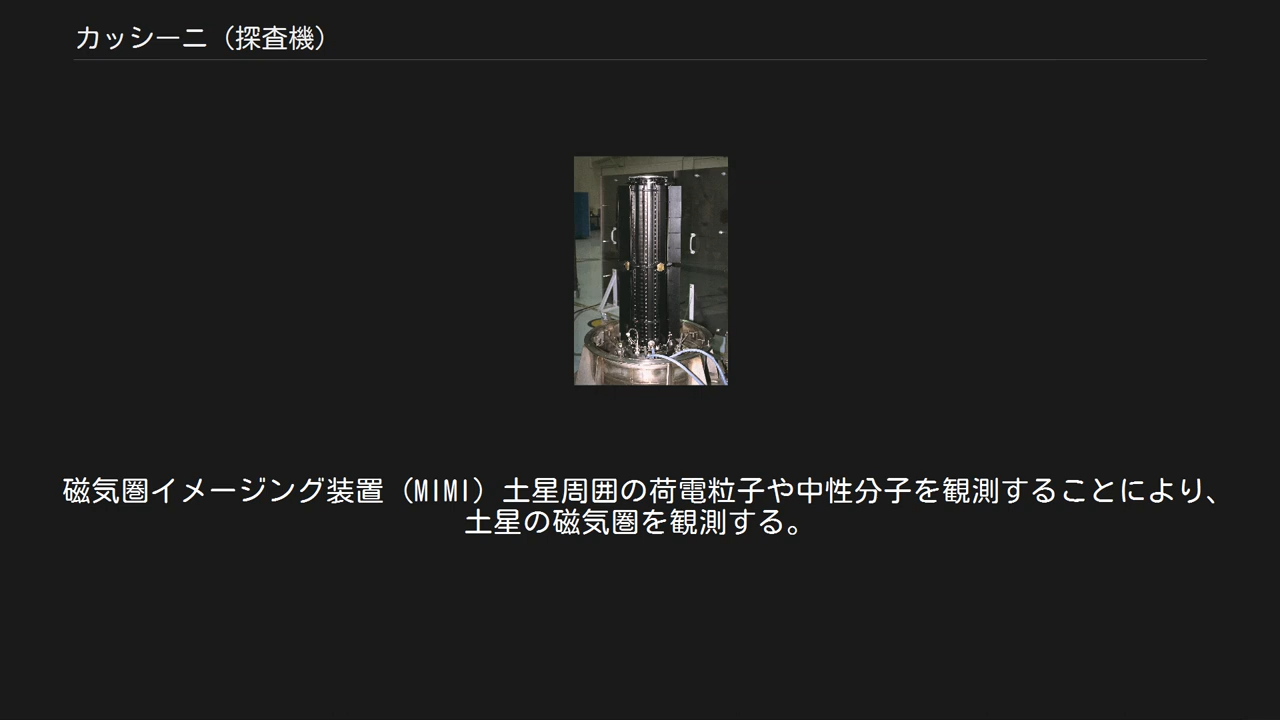 カッシーニ（探査機）
磁気圏イメージング装置（MIMI）土星周囲の荷電粒子や中性分子を観測することにより、
土星の磁気圏を観測する。